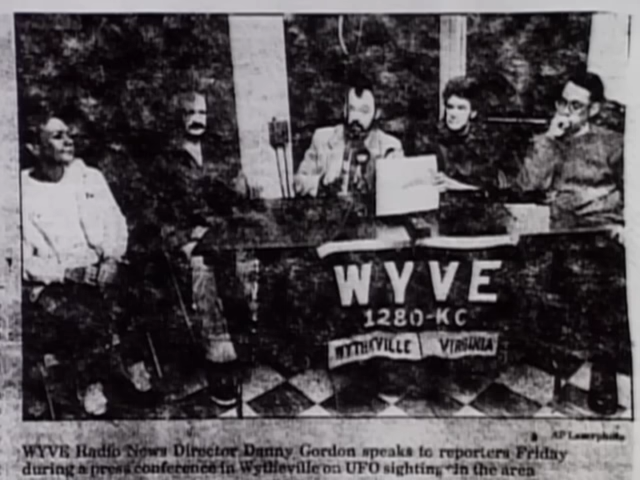 WYVE
1280-KC
WYTHEVILLE VIRGINIA
AP Laserphoto
WYVE Radio News Director Danny Gordon speaks to reporters Friday
during a press conference in Wytheville on UFO sighting in the area